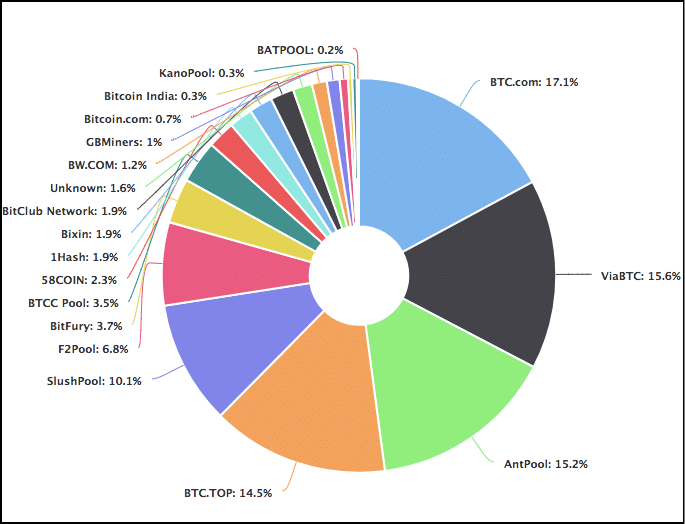 BATPOOL: 0.2%
KanoPool: 0.3%
Bitcoin India: 0.3%
Bitcoin.com: 0.7%
GBMiners: 1%
BW.COM: 1.2%
Unknown: 1.6%
BitClub Network: 1.9%
Bixin: 1.9%
1Hash: 1.9%
58COIN: 2.3%
BTCC Pool: 3.5%
BitFury: 3.7%
F2Pool: 6.8%
SlushPool: 10.1%
BTC.TOP: 14.5%
BTC.com: 17.1%
ViaBTC: 15.6%
AntPool: 15.2%